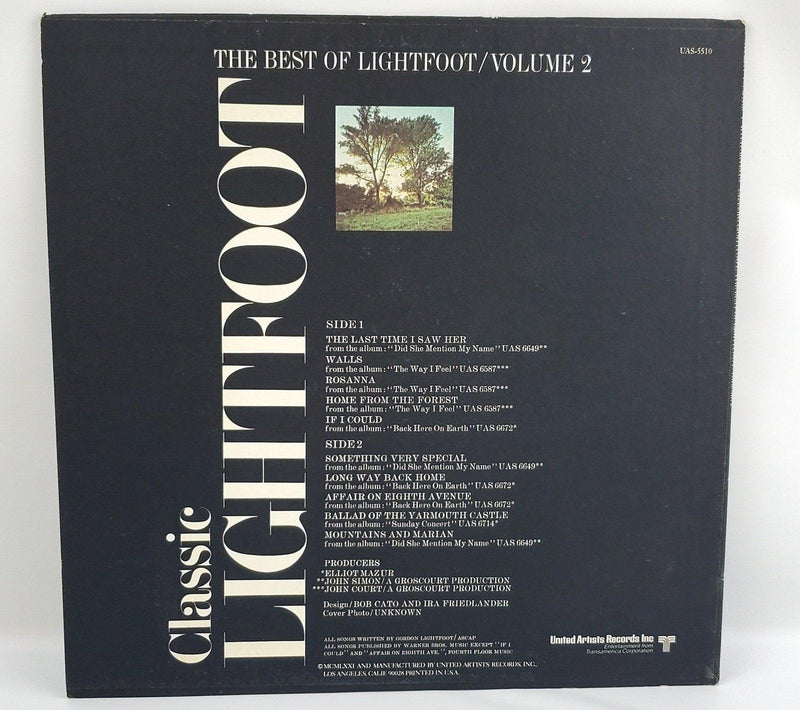 THE BEST OF LIGHTFOOT/VOLUME 2
UAS-5510
Classic
LIGHTFOOT
SIDE 1
THE LAST TIME I SAW HER
from the album: "Did She Mention My Name" UAS 6649**
WALLS
from the album: "The Way I Feel" UAS 6587***
ROSANNA
from the album: "The Way I Feel" UAS 6587***
HOME FROM THE FOREST
from the album: "The Way I Feel" UAS 6587***
IF I COULD
from the album: "Back Here On Earth" UAS 6672*
SIDE 2
SOMETHING VERY SPECIAL
from the album: "Did She Mention My Name" UAS 6649**
LONG WAY BACK HOME
from the album: "Back Here On Earth" UAS 6672*
AFFAIR ON EIGHTH AVENUE
from the album: "Back Here On Earth" UAS 6672*
BALLAD OF THE YARMOUTH CASTLE
from the album: "Sunday Concert" UAS 6714*
MOUNTAINS AND MARIAN
from the album: "Did She Mention My Name" UAS 6649**
PRODUCERS
*ELLIOT MAZUR
**JOHN SIMON/A GROSCOURT PRODUCTION
***JOHN COURT/A GROSCOURT PRODUCTION
Design/BOB CATO AND IRA FRIEDLANDER
Cover Photo/UNKNOWN
ALL SONGS WRITTEN BY GORDON LIGHTFOOT/ASCAP
ALL SONGS PUBLISHED BY WARNER BROS. MUSIC EXCEPT "IF I
COULD" AND "AFFAIR ON EIGHTH AVE.", FOURTH FLOOR MUSIC
©MCMLXXI AND MANUFACTURED BY UNITED ARTISTS RECORDS, INC.,
LOS ANGELES, CALIF. 90028 PRINTED IN U.S.A.
United Artists Records Inc
Entertainment from
Transamerica Corporation